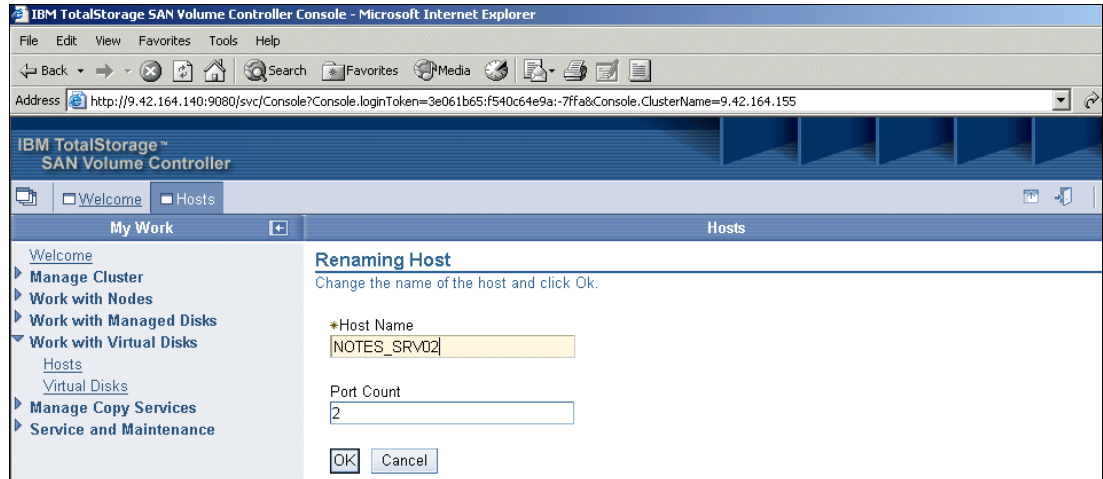 IBM TotalStorage SAN Volume Controller Console - Microsoft Internet Explorer
File Edit View Favorites Tools Help
Back Search Favorites Media
Address http://9.42.164.140:9080/svc/Console?Console.loginToken=3e061b65:f540c64e9a:-7ffa&Console.ClusterName=9.42.164.155
IBM TotalStorage™
SAN Volume Controller
Welcome Hosts
My Work Hosts
Welcome
Manage Cluster
Work with Nodes
Work with Managed Disks
Work with Virtual Disks
Hosts
Virtual Disks
Manage Copy Services
Service and Maintenance
Renaming Host
Change the name of the host and click Ok.
*Host Name
NOTES_SRV02
Port Count
2
OK Cancel